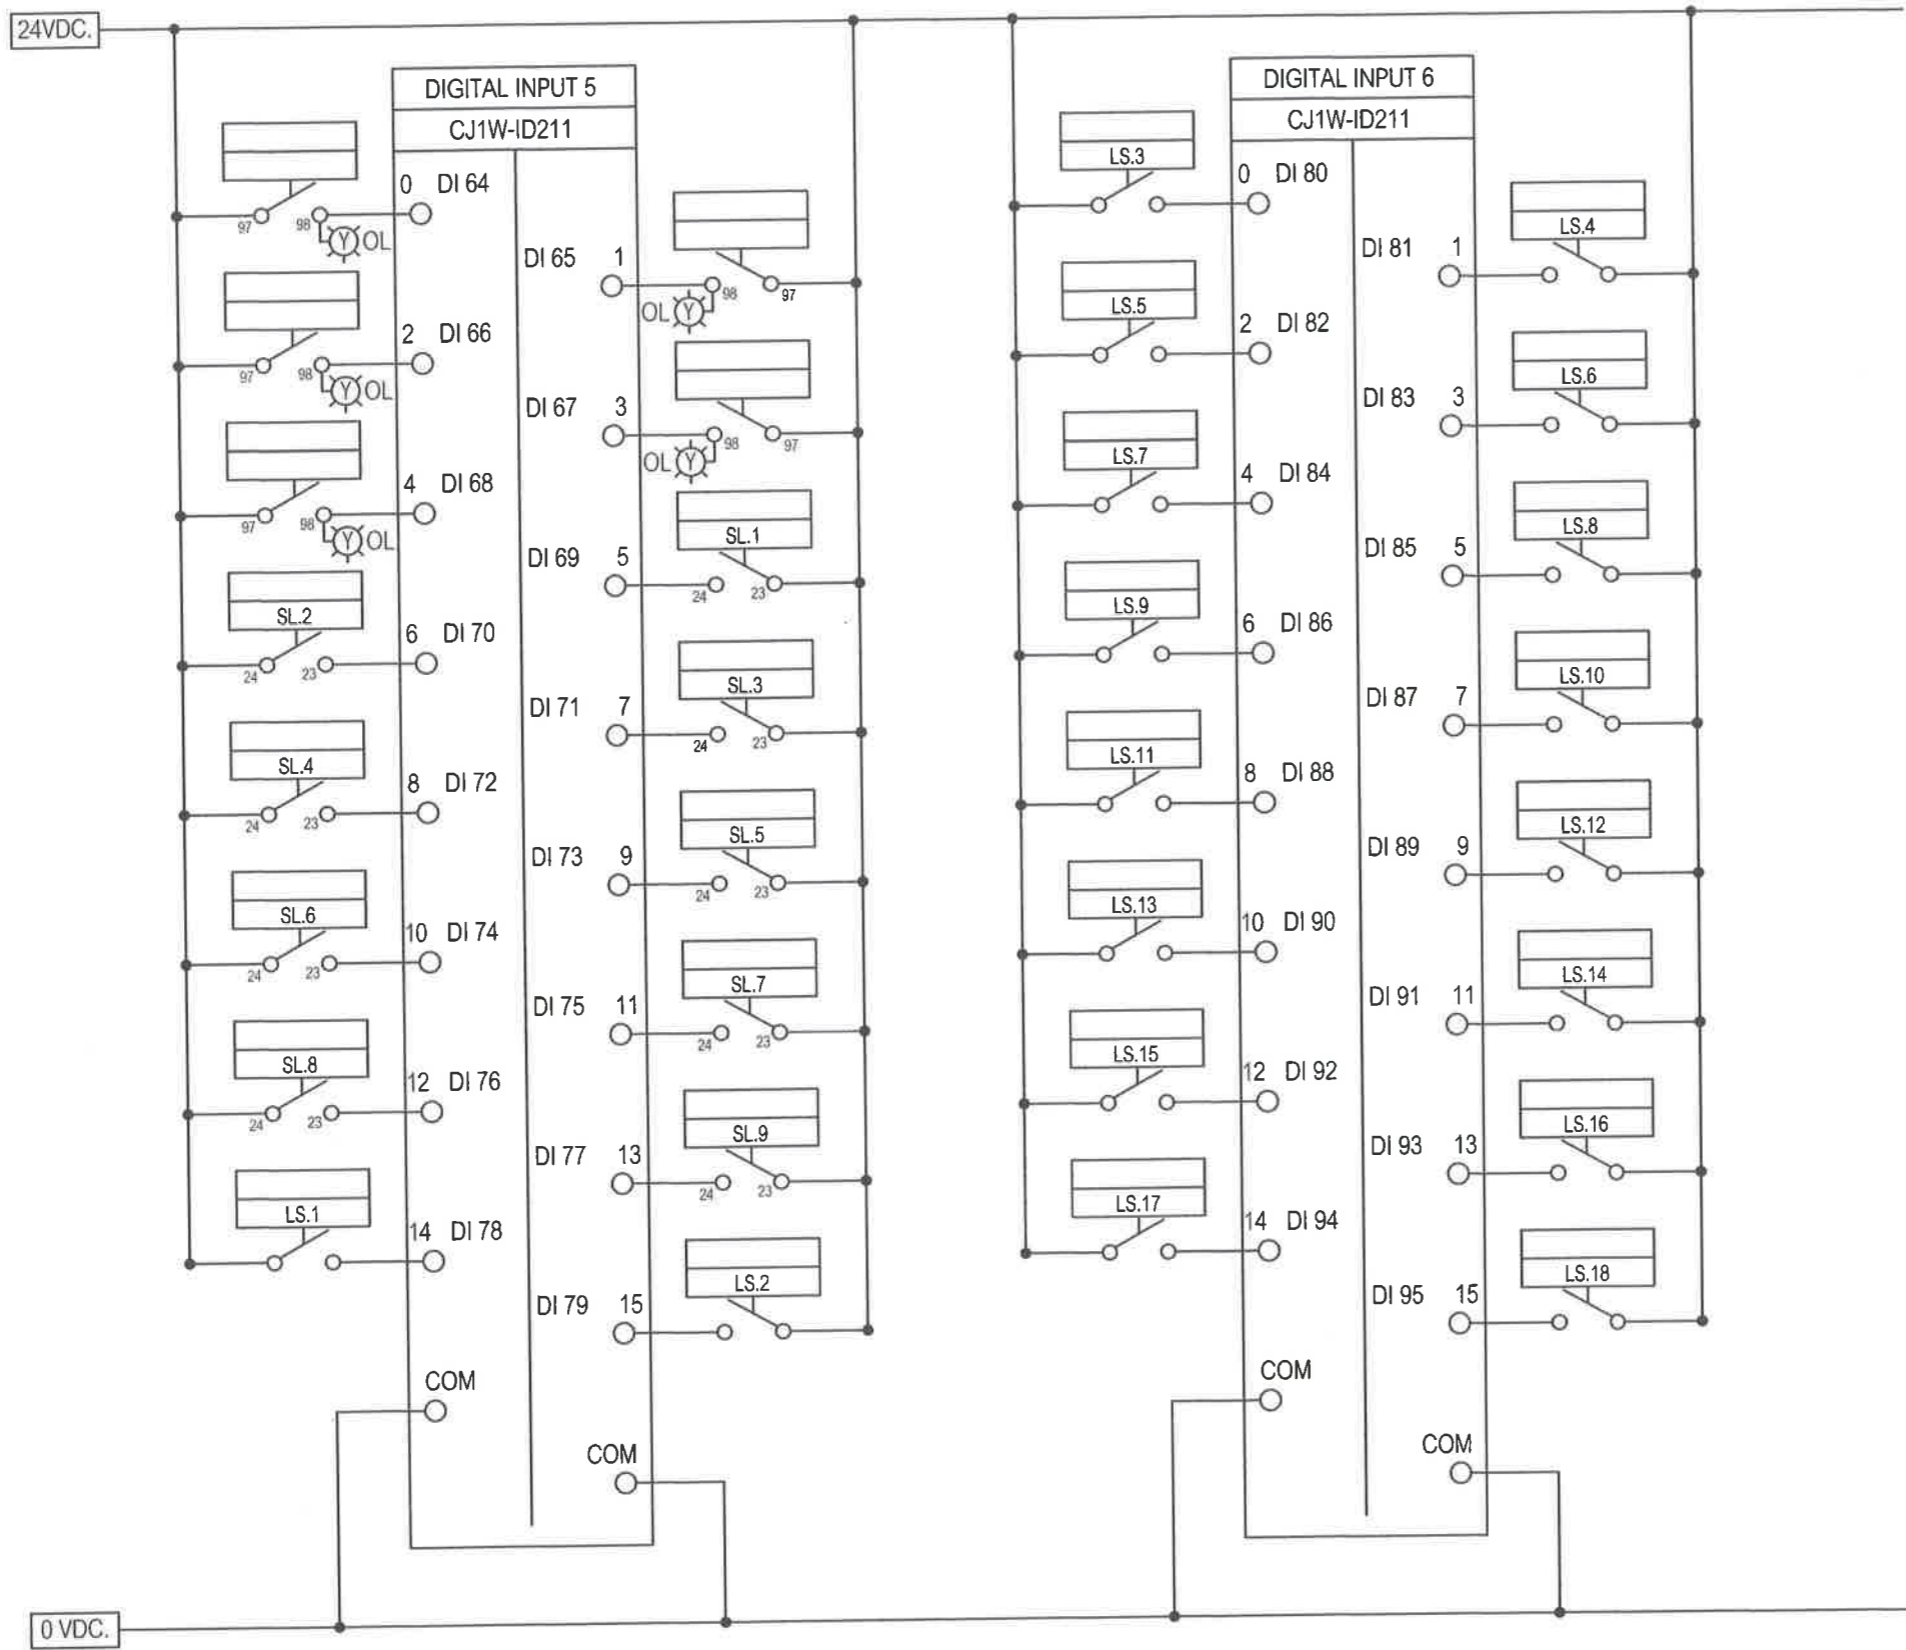 24VDC.
DIGITAL INPUT 5
CJ1W-ID211
0 DI 64
97 98 Y OL
DI 65 1
OL Y 98 97
2 DI 66
97 98 Y OL
DI 67 3
OL Y 98 97
4 DI 68
97 98 Y OL
SL.1
DI 69 5
24 23
SL.2
6 DI 70
24 23
SL.3
DI 71 7
24 23
SL.4
8 DI 72
24 23
SL.5
DI 73 9
24 23
SL.6
10 DI 74
24 23
SL.7
DI 75 11
24 23
SL.8
12 DI 76
24 23
SL.9
DI 77 13
24 23
LS.1
14 DI 78
LS.2
DI 79 15
COM
COM
DIGITAL INPUT 6
CJ1W-ID211
LS.3
0 DI 80
LS.4
DI 81 1
LS.5
2 DI 82
LS.6
DI 83 3
LS.7
4 DI 84
LS.8
DI 85 5
LS.9
6 DI 86
LS.10
DI 87 7
LS.11
8 DI 88
LS.12
DI 89 9
LS.13
10 DI 90
LS.14
DI 91 11
LS.15
12 DI 92
LS.16
DI 93 13
LS.17
14 DI 94
LS.18
DI 95 15
COM
COM
0 VDC.